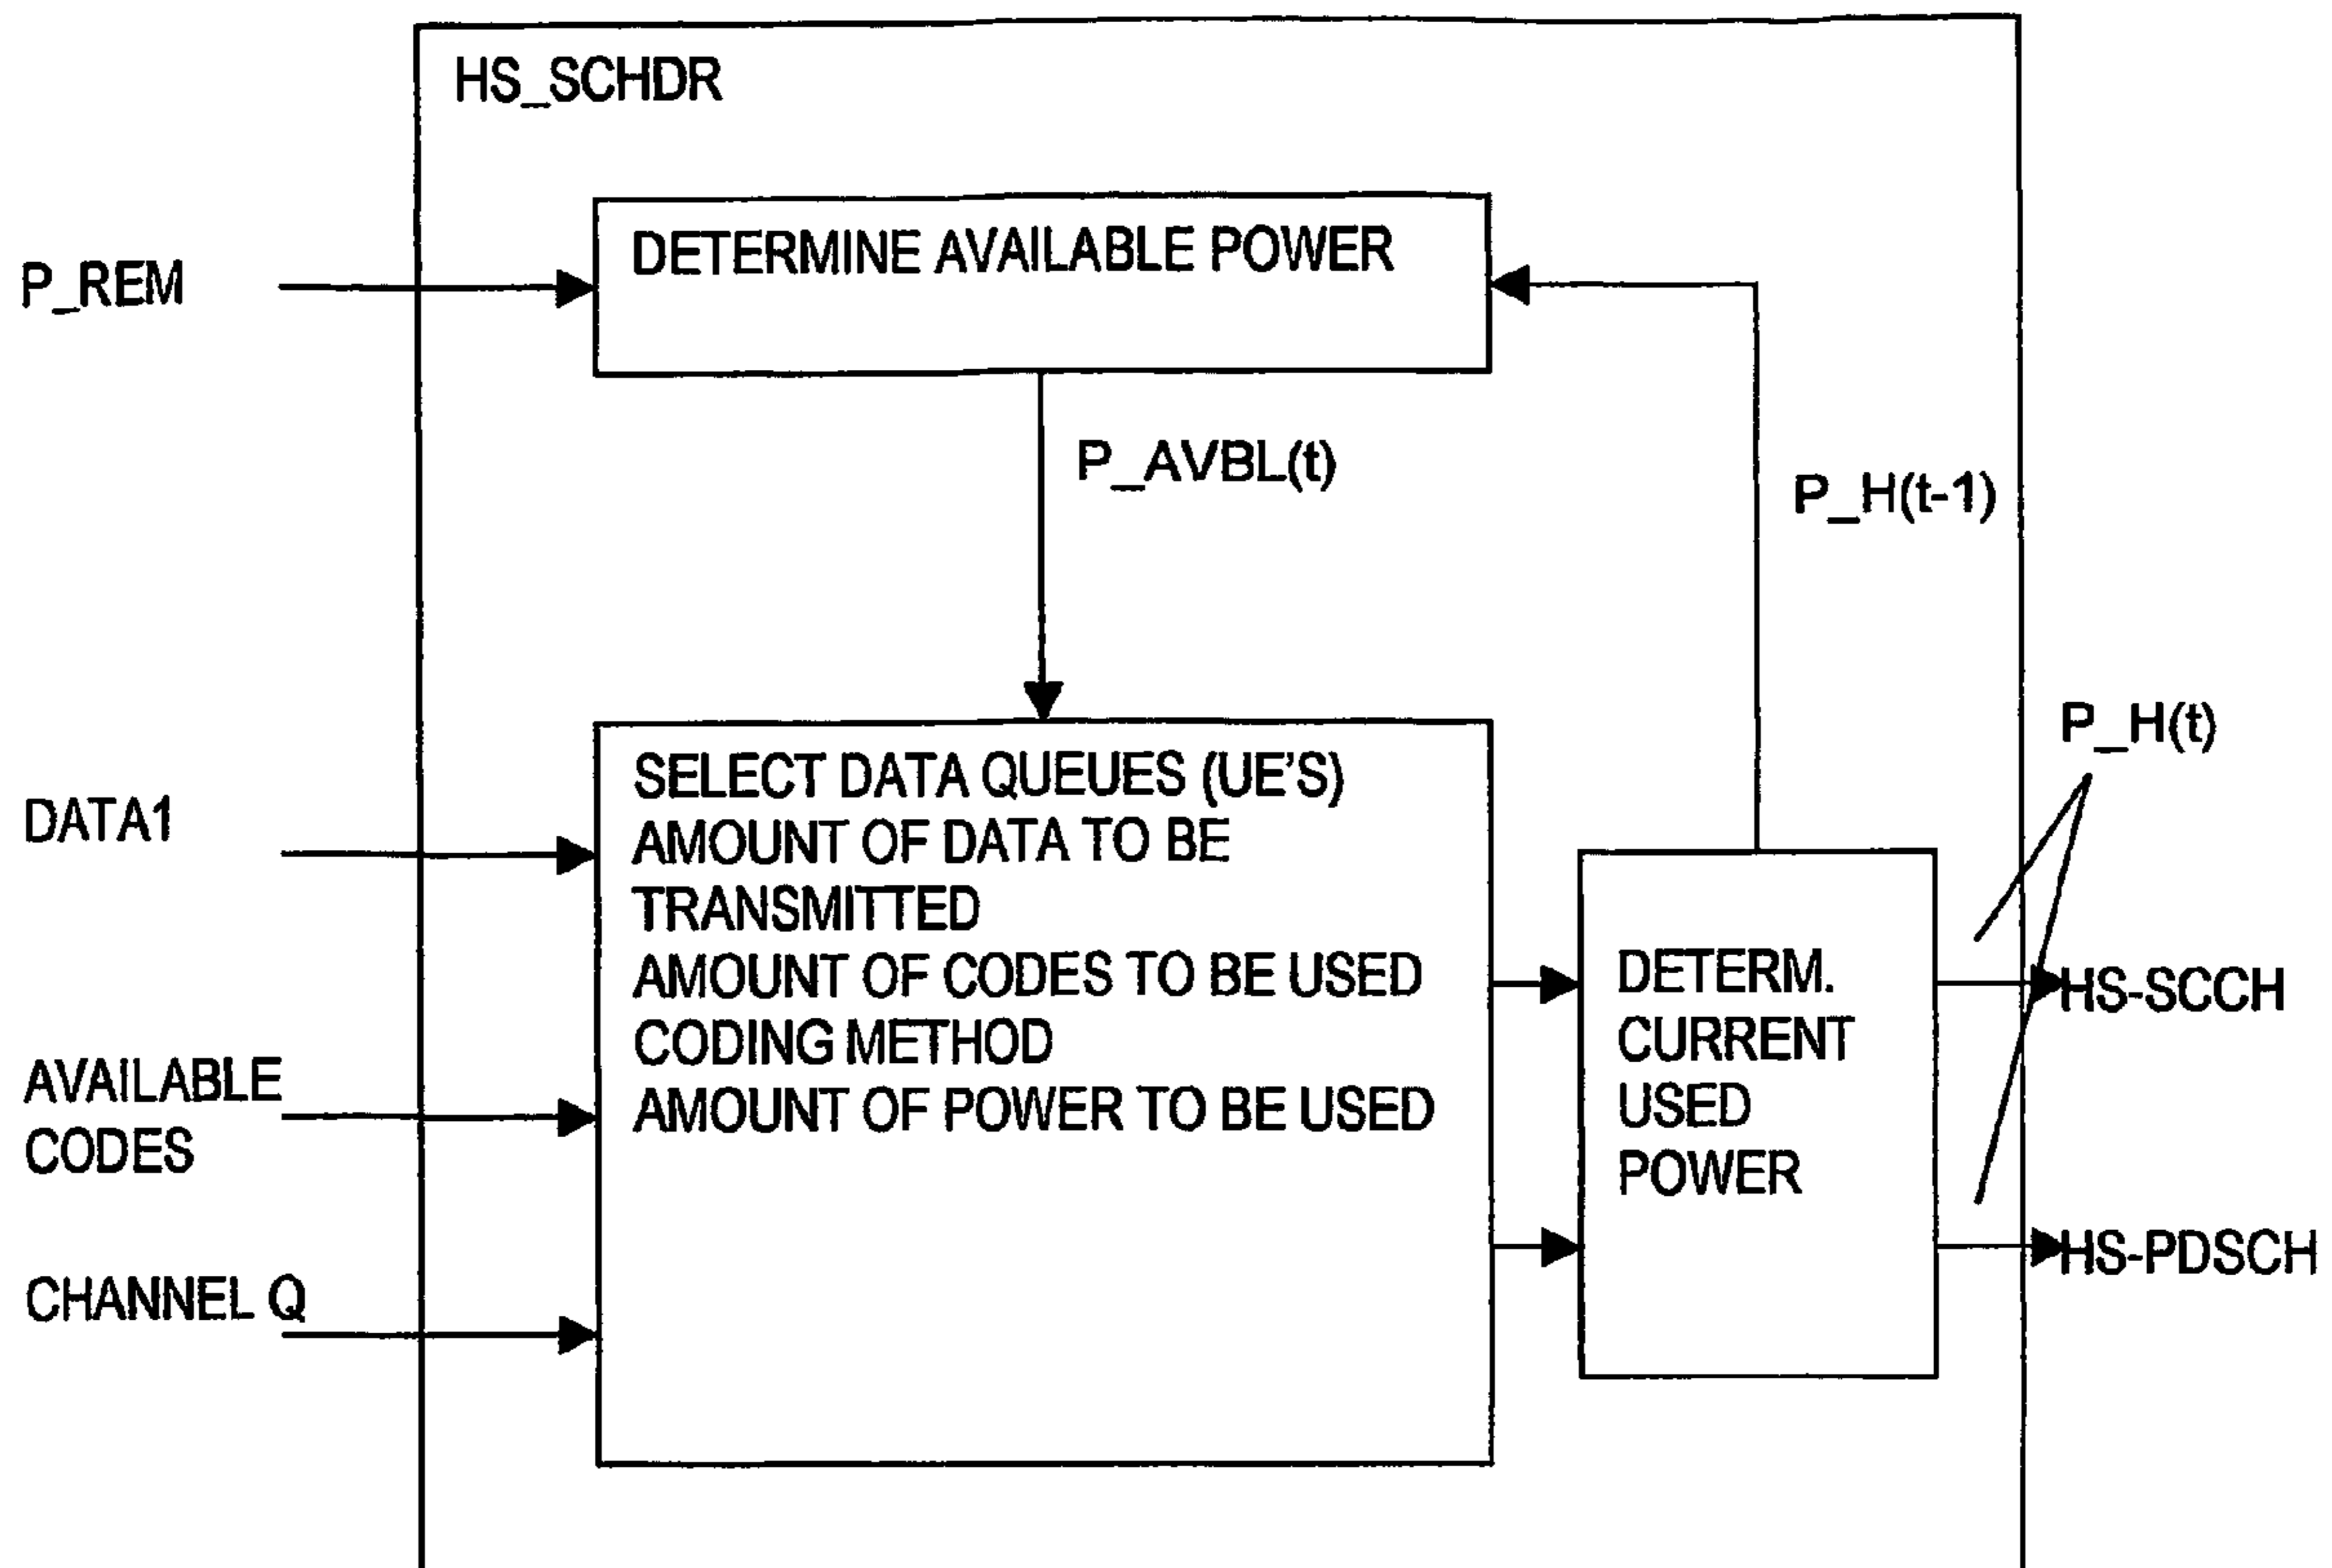 HS_SCHDR
DETERMINE AVAILABLE POWER
P_REM
P_AVBL(t)
P_H(t-1)
P_H(t)
SELECT DATA QUEUES (UE'S)
AMOUNT OF DATA TO BE
TRANSMITTED
AMOUNT OF CODES TO BE USED
CODING METHOD
AMOUNT OF POWER TO BE USED
DATA1
AVAILABLE
CODES
CHANNEL Q
DETERM.
CURRENT
USED
POWER
HS-SCCH
HS-PDSCH